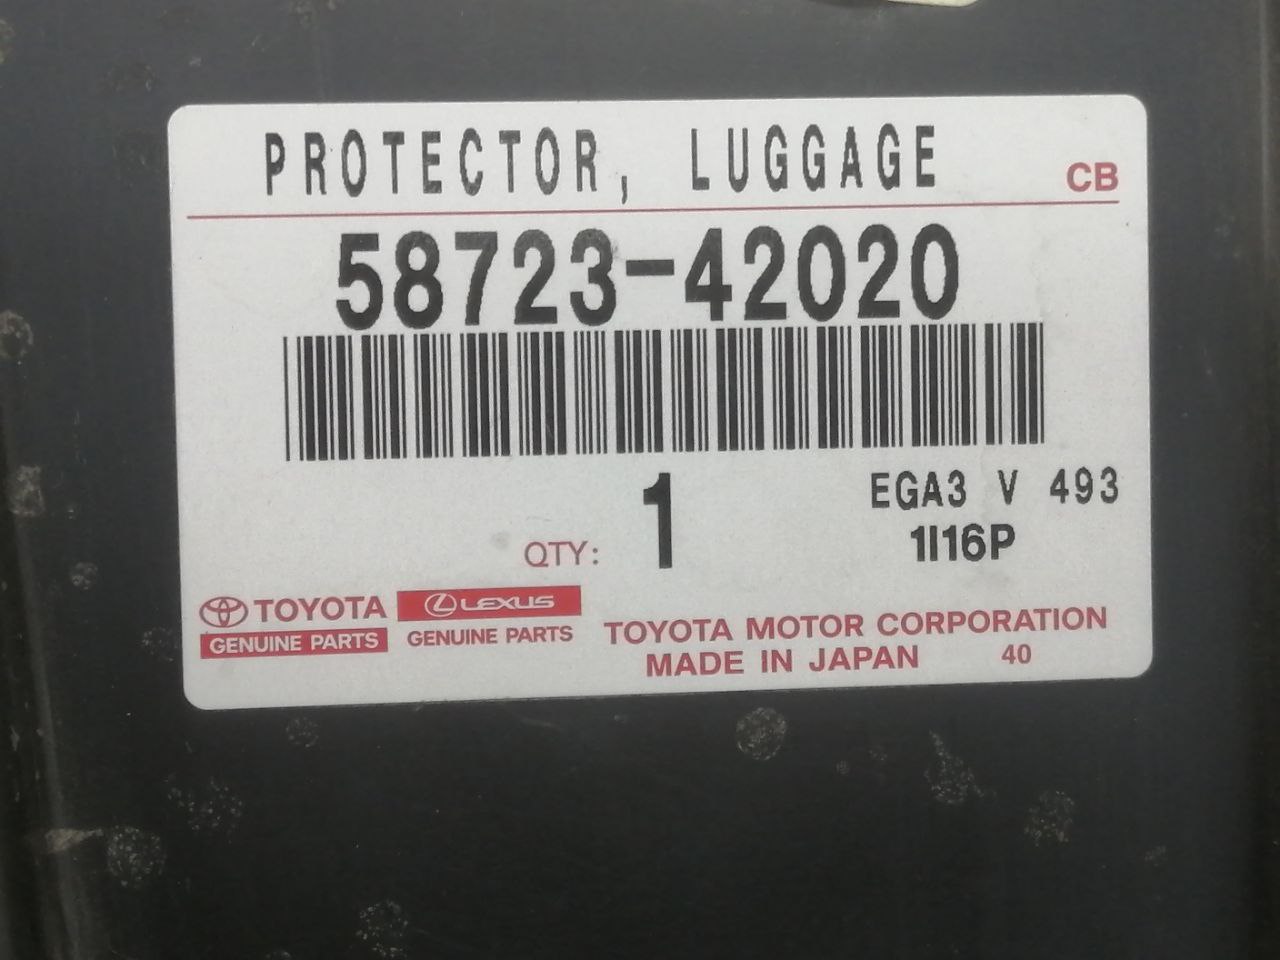 PROTECTOR, LUGGAGE
CB
58723-42020
QTY: 1
EGA3 V 493
1I16P
TOYOTA
GENUINE PARTS
LEXUS
GENUINE PARTS
TOYOTA MOTOR CORPORATION
MADE IN JAPAN 40